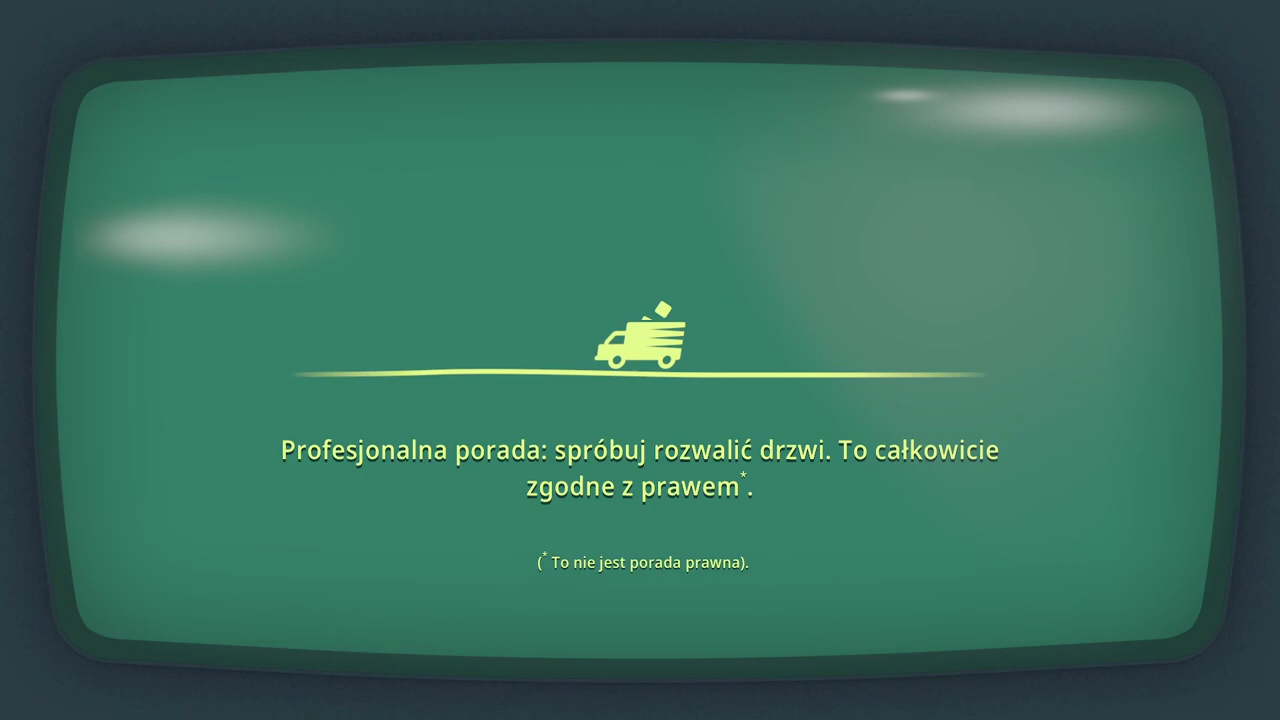 Profesjonalna porada: spróbuj rozwalić drzwi. To całkowicie
zgodne z prawem*.
(* To nie jest porada prawna).